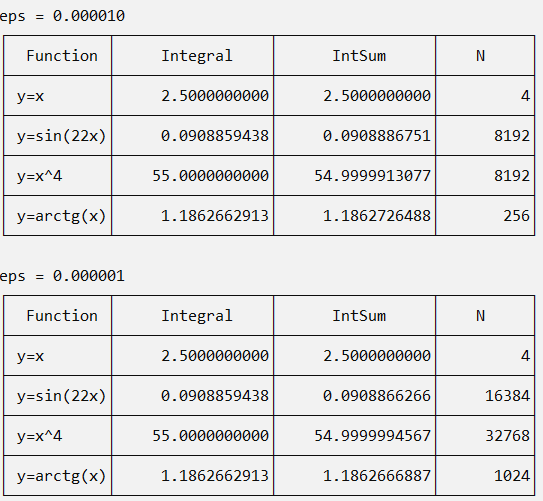 eps = 0.000010
Function Integral IntSum N
y=x 2.5000000000 2.5000000000 4
y=sin(22x) 0.0908859438 0.0908886751 8192
y=x^4 55.0000000000 54.9999913077 8192
y=arctg(x) 1.1862662913 1.1862726488 256
eps = 0.000001
Function Integral IntSum N
y=x 2.5000000000 2.5000000000 4
y=sin(22x) 0.0908859438 0.0908866266 16384
y=x^4 55.0000000000 54.9999994567 32768
y=arctg(x) 1.1862662913 1.1862666887 1024